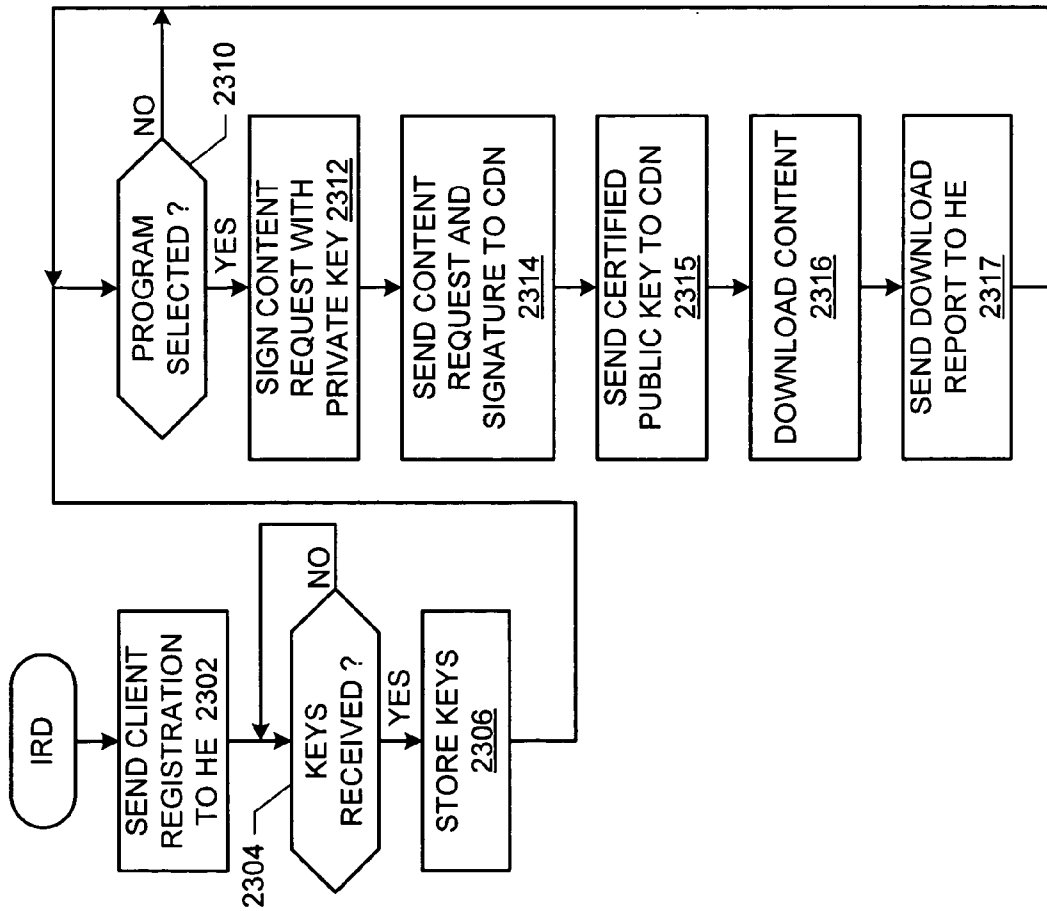 IRD
SEND CLIENT
REGISTRATION
TO HE 2302
2304
KEYS
RECEIVED ?
NO
YES
STORE KEYS
2306
PROGRAM
SELECTED ?
2310
NO
YES
SIGN CONTENT
REQUEST WITH
PRIVATE KEY 2312
SEND CONTENT
REQUEST AND
SIGNATURE TO CDN
2314
SEND CERTIFIED
PUBLIC KEY TO CDN
2315
DOWNLOAD CONTENT
2316
SEND DOWNLOAD
REPORT TO HE
2317